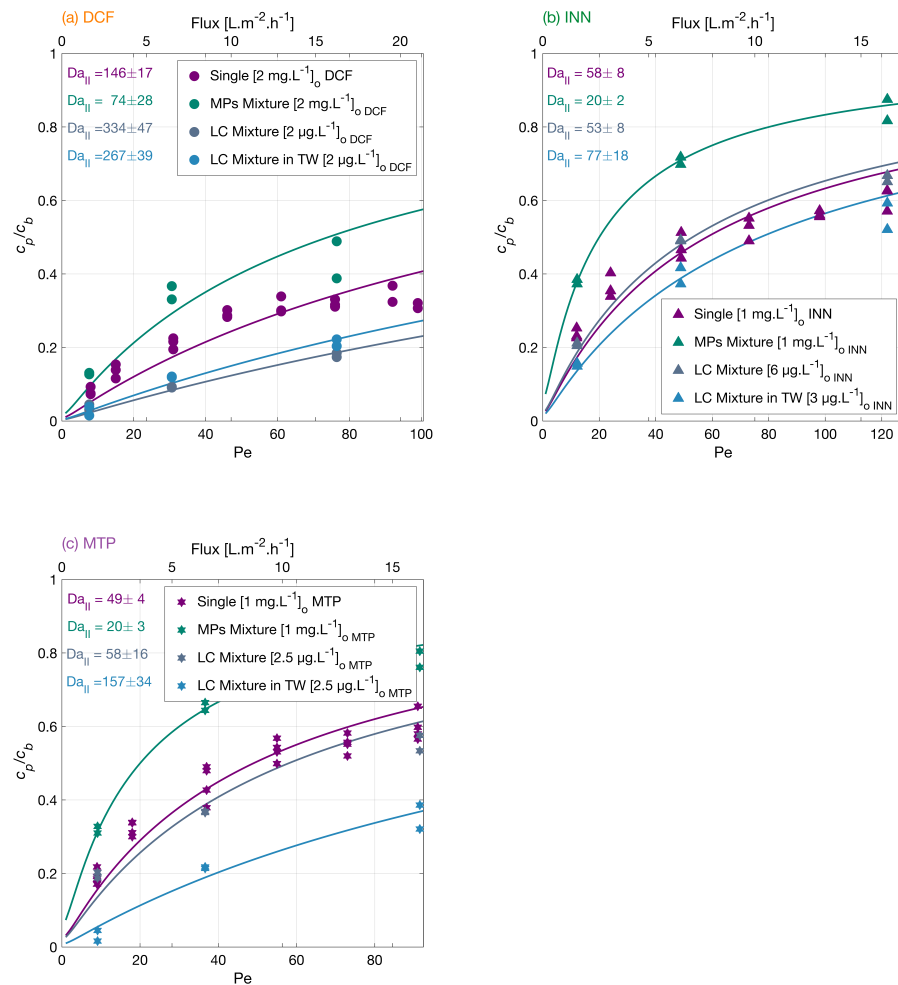 (a) DCF
Flux [L.m⁻².h⁻¹]
0 5 10 15 20
Da_II =146±17
Da_II = 74±28
Da_II =334±47
Da_II =267±39
Single [2 mg.L⁻¹]_o DCF
MPs Mixture [2 mg.L⁻¹]_o DCF
LC Mixture [2 µg.L⁻¹]_o DCF
LC Mixture in TW [2 µg.L⁻¹]_o DCF
1
0.8
0.6
0.4
0.2
0
c_p/c_b
0 20 40 60 80 100
Pe
(b) INN
Flux [L.m⁻².h⁻¹]
0 5 10 15
Da_II = 58± 8
Da_II = 20± 2
Da_II = 53± 8
Da_II = 77±18
Single [1 mg.L⁻¹]_o INN
MPs Mixture [1 mg.L⁻¹]_o INN
LC Mixture [6 µg.L⁻¹]_o INN
LC Mixture in TW [3 µg.L⁻¹]_o INN
1
0.8
0.6
0.4
0.2
0
c_p/c_b
0 20 40 60 80 100 120
Pe
(c) MTP
Flux [L.m⁻².h⁻¹]
0 5 10 15
Da_II = 49± 4
Da_II = 20± 3
Da_II = 58±16
Da_II =157±34
Single [1 mg.L⁻¹]_o MTP
MPs Mixture [1 mg.L⁻¹]_o MTP
LC Mixture [2.5 µg.L⁻¹]_o MTP
LC Mixture in TW [2.5 µg.L⁻¹]_o MTP
1
0.8
0.6
0.4
0.2
0
c_p/c_b
0 20 40 60 80
Pe